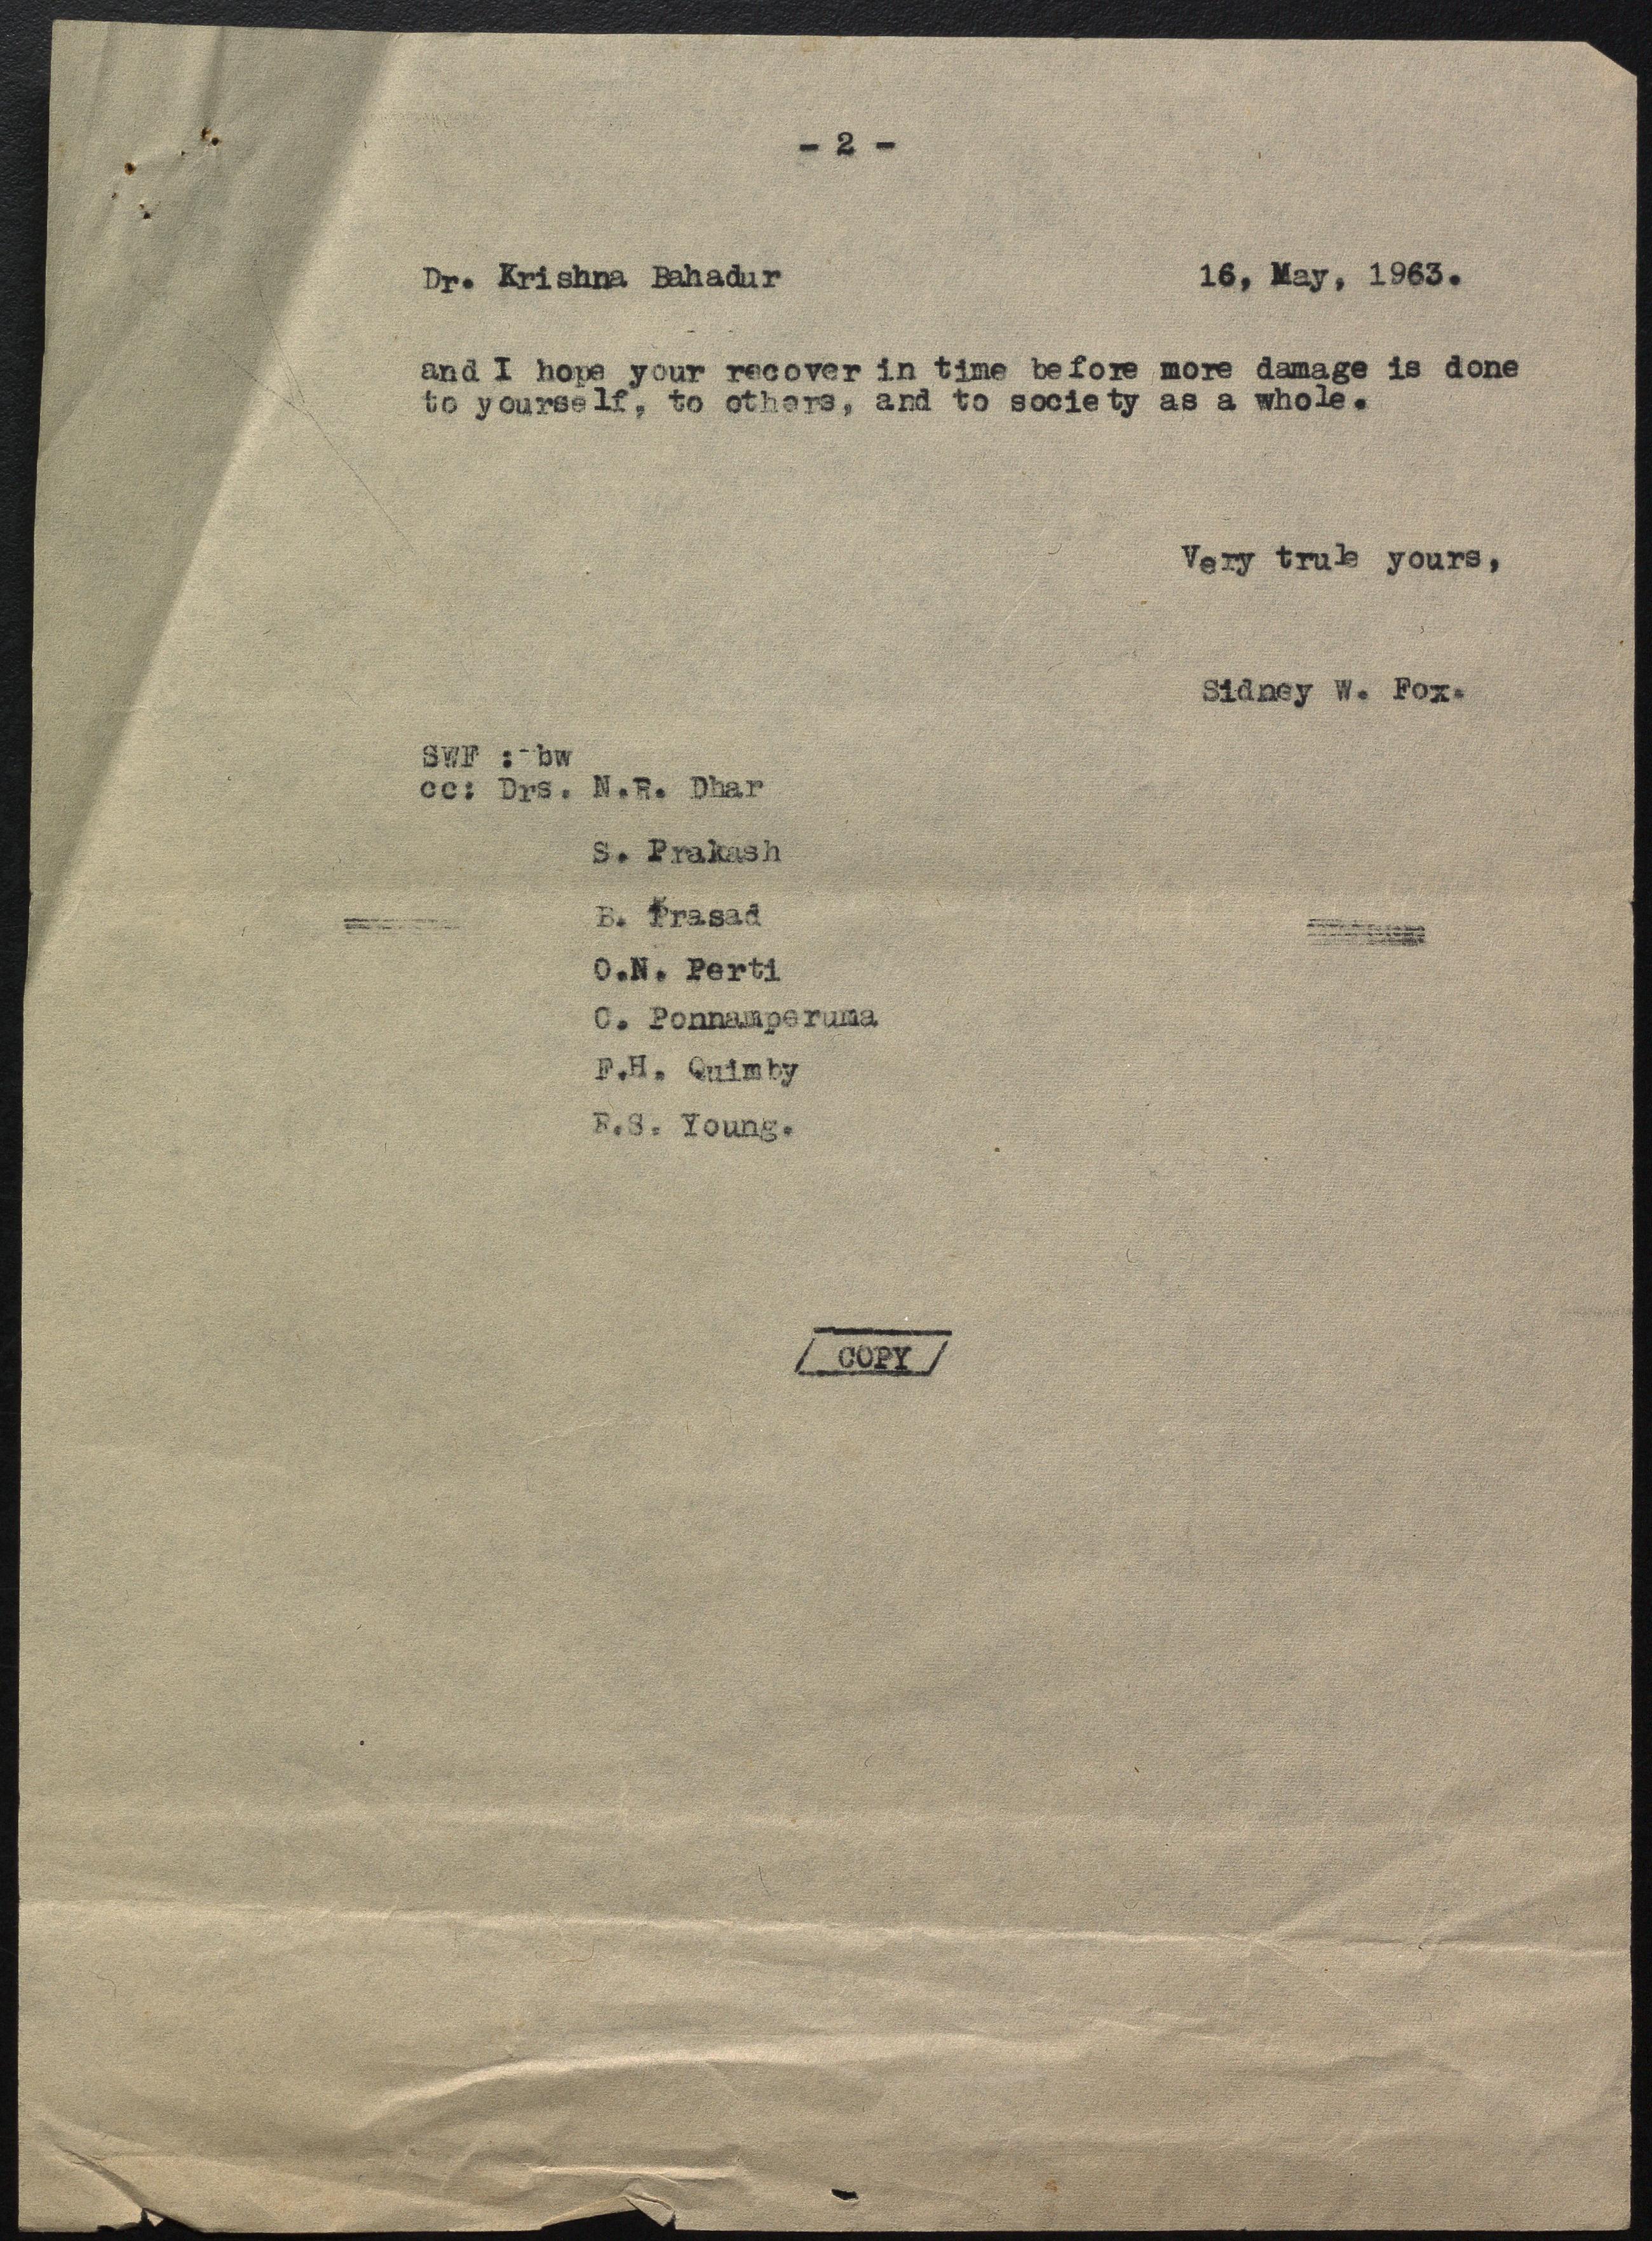 - 2 -
Dr. Krishna Bahadur 16, May, 1963.
and I hope your recover in time before more damage is done
to yourself, to others, and to society as a whole.
Very trule yours,
Sidney W. Fox.
SWF :-bw
cc: Drs. N.R. Dhar
S. Prakash
B. Prasad
O.N. Perti
C. Ponnamperuma
F.H. Quimby
R.S. Young.
COPY